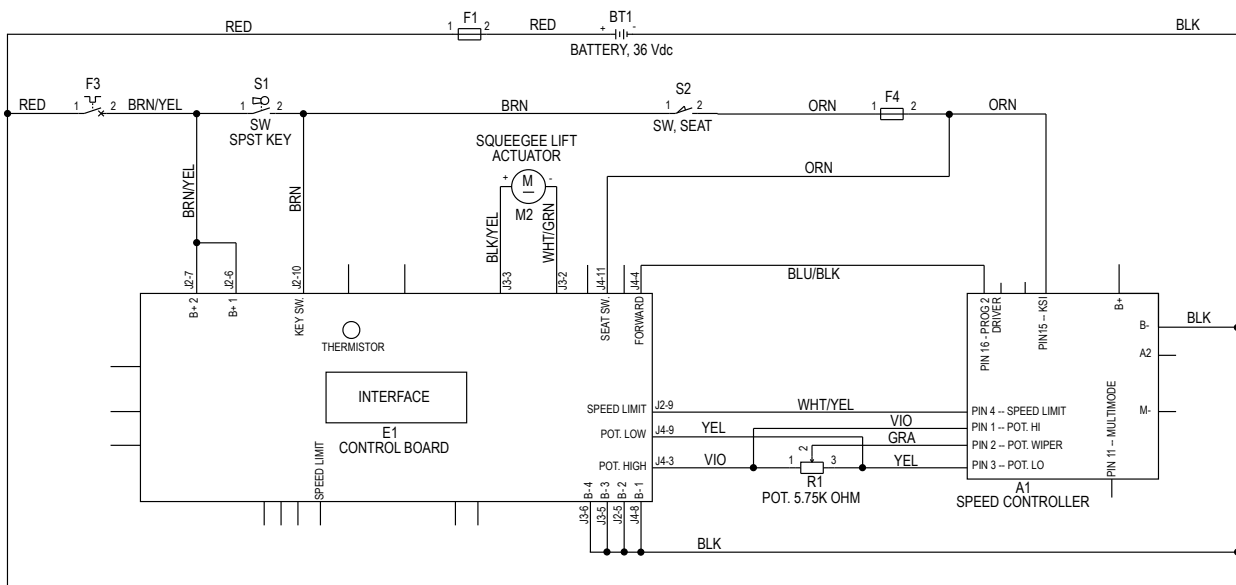 RED
1
F1
2
RED
+
BT1
-
BATTERY, 36 Vdc
BLK
RED
1
F3
2
BRN/YEL
1
S1
2
SW
SPST KEY
BRN
1
S2
2
SW, SEAT
ORN
1
F4
2
ORN
SQUEEGEE LIFT
ACTUATOR
+
M
-
M2
ORN
BRN/YEL
BRN
BLK/YEL
WHT/GRN
BLU/BLK
J2-7
J2-6
J2-10
J3-3
J3-2
J4-11
J4-4
B+ 2
B+ 1
KEY SW.
SEAT SW.
FORWARD
THERMISTOR
INTERFACE
E1
CONTROL BOARD
SPEED LIMIT
SPEED LIMIT
J2-9
POT. LOW
J4-9
POT. HIGH
J4-3
WHT/YEL
VIO
YEL
GRA
VIO
1
2
3
YEL
R1
POT. 5.75K OHM
PIN 16 - PROG 2
DRIVER
PIN15 -- KSI
B+
B-
BLK
A2
M-
PIN 4 -- SPEED LIMIT
PIN 1 -- POT. HI
PIN 2 -- POT. WIPER
PIN 3 -- POT. LO
PIN 11 -- MULTIMODE
A1
SPEED CONTROLLER
B-4
B-3
B-2
B-1
J3-6
J3-5
J2-5
J4-8
BLK